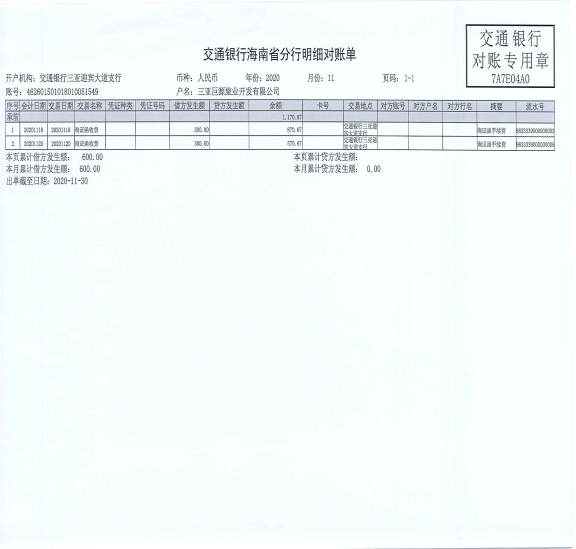 交通银行
对账专用章
7A7E04A0
交通银行海南省分行明细对账单
开户机构：交通银行三亚迎宾大道支行 币种：人民币 年份：2020 月份：11 页码：1-1
账号：462601501018010051549 户名：三亚巨源旅业开发有限公司
序号 会计日期 交易日期 交易名称 凭证种类 凭证号码 借方发生额 贷方发生额 余额 卡号 交易地点 对方账号 对方户名 对方行名 摘要 流水号
承前 1,170.67
1 20201118 20201118 询证函收费 300.00 870.67 交通银行三亚迎宾大道支行 询证函手续费
2 20201120 20201120 询证函收费 300.00 570.67 交通银行三亚迎宾大道支行 询证函手续费
本页累计借方发生额： 600.00 本页累计贷方发生额：
本月累计借方发生额： 600.00 本月累计贷方发生额： 0.00
出单截至日期：2020-11-30